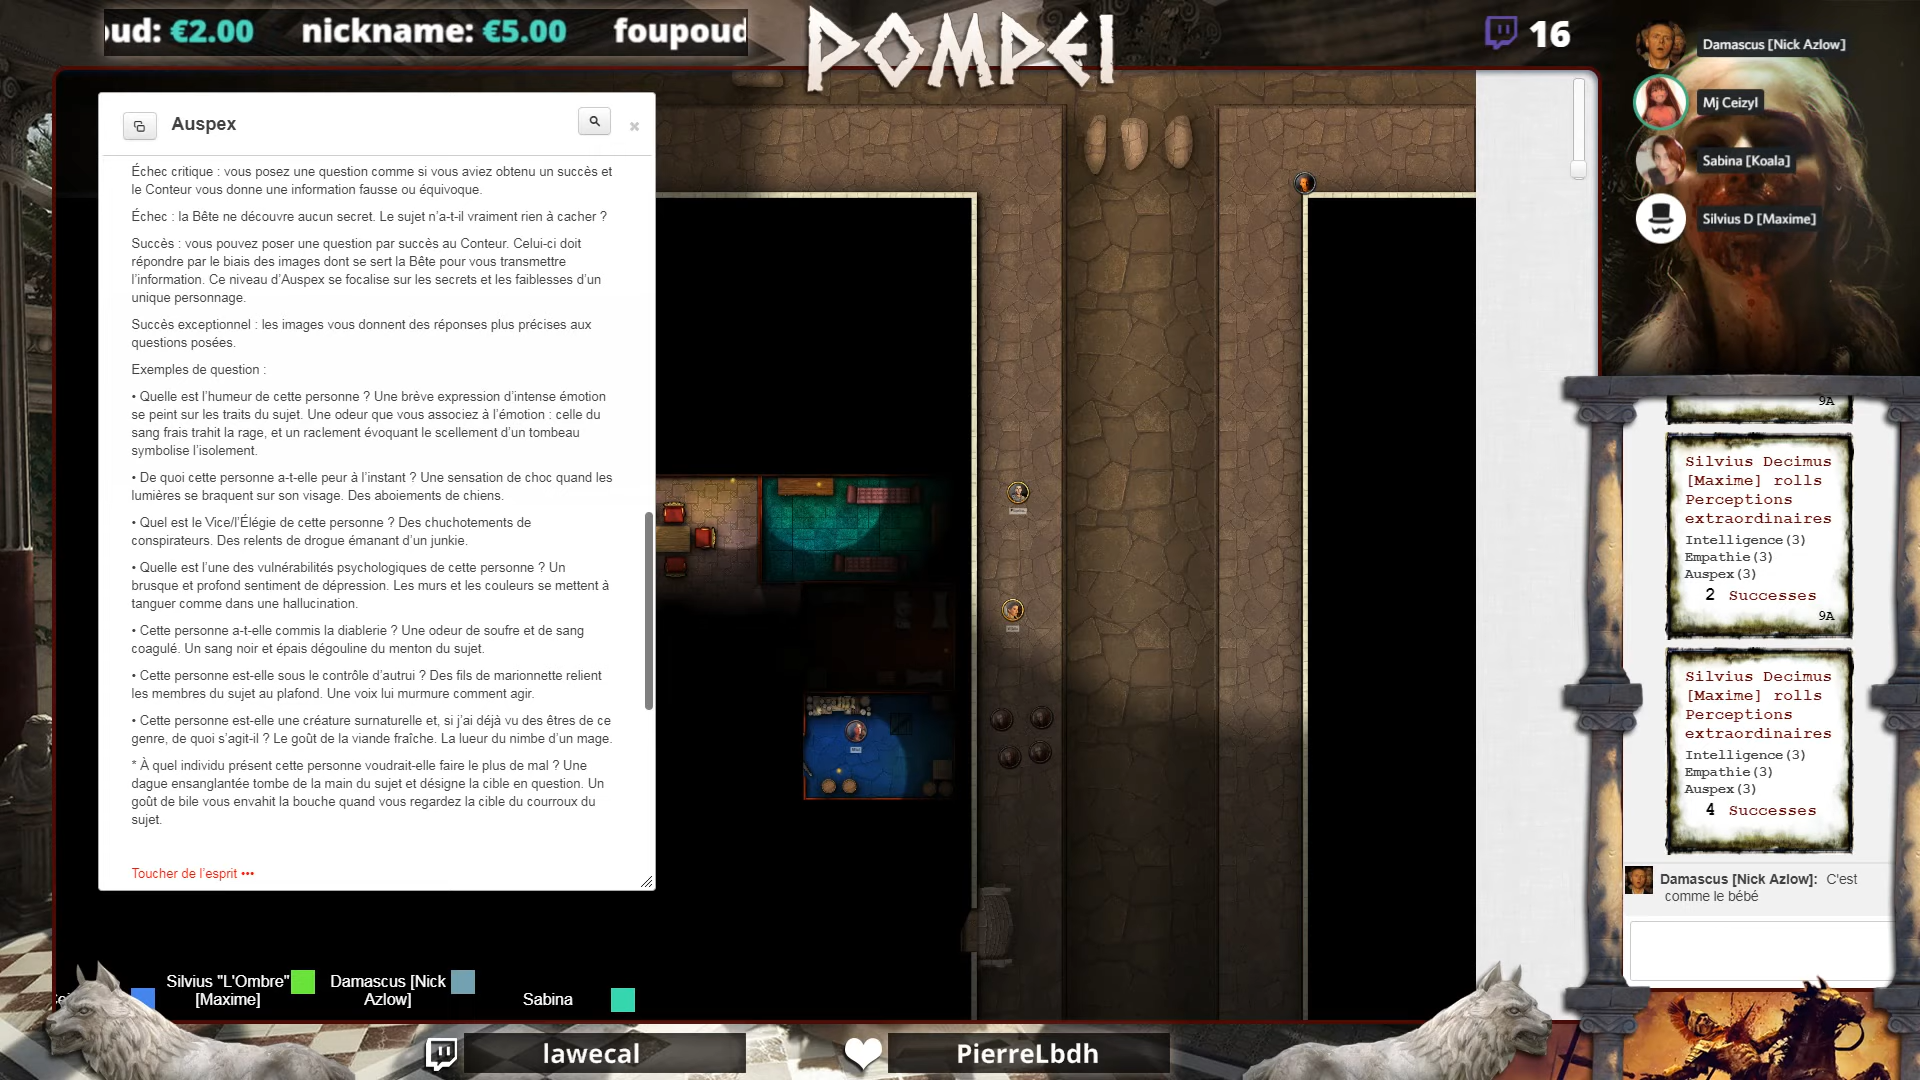 oud: €2.00 nickname: €5.00 foupoud
POMPEI
16
Damascus [Nick Azlow]
Mj Ceizyl
Sabina [Koala]
Silvius D [Maxime]
Auspex
Échec critique : vous posez une question comme si vous aviez obtenu un succès et
le Conteur vous donne une information fausse ou équivoque.
Échec : la Bête ne découvre aucun secret. Le sujet n'a-t-il vraiment rien à cacher ?
Succès : vous pouvez poser une question par succès au Conteur. Celui-ci doit
répondre par le biais des images dont se sert la Bête pour vous transmettre
l'information. Ce niveau d'Auspex se focalise sur les secrets et les faiblesses d'un
unique personnage.
Succès exceptionnel : les images vous donnent des réponses plus précises aux
questions posées.
Exemples de question :
• Quelle est l'humeur de cette personne ? Une brève expression d'intense émotion
se peint sur les traits du sujet. Une odeur que vous associez à l'émotion : celle du
sang frais trahit la rage, et un raclement évoquant le scellement d'un tombeau
symbolise l'isolement.
• De quoi cette personne a-t-elle peur à l'instant ? Une sensation de choc quand les
lumières se braquent sur son visage. Des aboiements de chiens.
• Quel est le Vice/l'Élégie de cette personne ? Des chuchotements de
conspirateurs. Des relents de drogue émanant d'un junkie.
• Quelle est l'une des vulnérabilités psychologiques de cette personne ? Un
brusque et profond sentiment de dépression. Les murs et les couleurs se mettent à
tanguer comme dans une hallucination.
• Cette personne a-t-elle commis la diablerie ? Une odeur de soufre et de sang
coagulé. Un sang noir et épais dégouline du menton du sujet.
• Cette personne est-elle sous le contrôle d'autrui ? Des fils de marionnette relient
les membres du sujet au plafond. Une voix lui murmure comment agir.
• Cette personne est-elle une créature surnaturelle et, si j'ai déjà vu des êtres de ce
genre, de quoi s'agit-il ? Le goût de la viande fraîche. La lueur du nimbe d'un mage.
* À quel individu présent cette personne voudrait-elle faire le plus de mal ? Une
dague ensanglantée tombe de la main du sujet et désigne la cible en question. Un
goût de bile vous envahit la bouche quand vous regardez la cible du courroux du
sujet.
Toucher de l'esprit •••
9A
Silvius Decimus
[Maxime] rolls
Perceptions
extraordinaires
Intelligence(3)
Empathie(3)
Auspex(3)
2 Successes
9A
Silvius Decimus
[Maxime] rolls
Perceptions
extraordinaires
Intelligence(3)
Empathie(3)
Auspex(3)
4 Successes
Damascus [Nick Azlow]: C'est
comme le bébé
Silvius "L'Ombre"
[Maxime]
Damascus [Nick
Azlow]
Sabina
lawecal
PierreLbdh